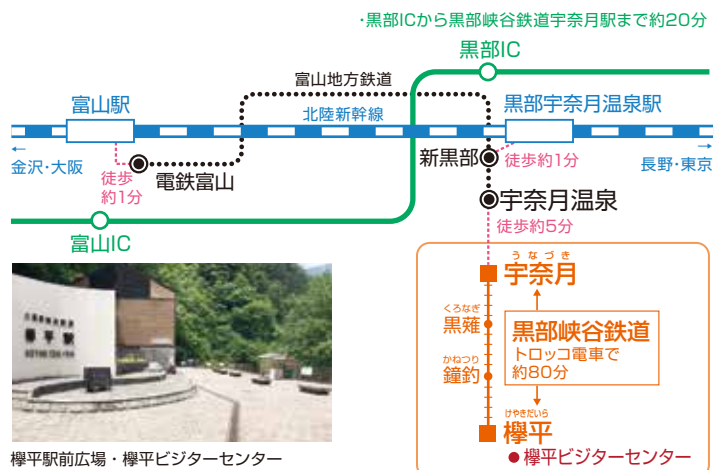 ・黒部ICから黒部峡谷鉄道宇奈月駅まで約20分
黒部IC
富山地方鉄道
富山駅
北陸新幹線
黒部宇奈月温泉駅
←
金沢・大阪
徒歩
約1分
電鉄富山
新黒部
徒歩約1分
→
長野・東京
宇奈月温泉
徒歩約5分
富山IC
うなづき
宇奈月
くろなぎ
黒薙
黒部峡谷鉄道
トロッコ電車で
約80分
かねつり
鐘釣
けやきだいら
欅平
●欅平ビジターセンター
欅平駅
欅平駅前広場・欅平ビジターセンター